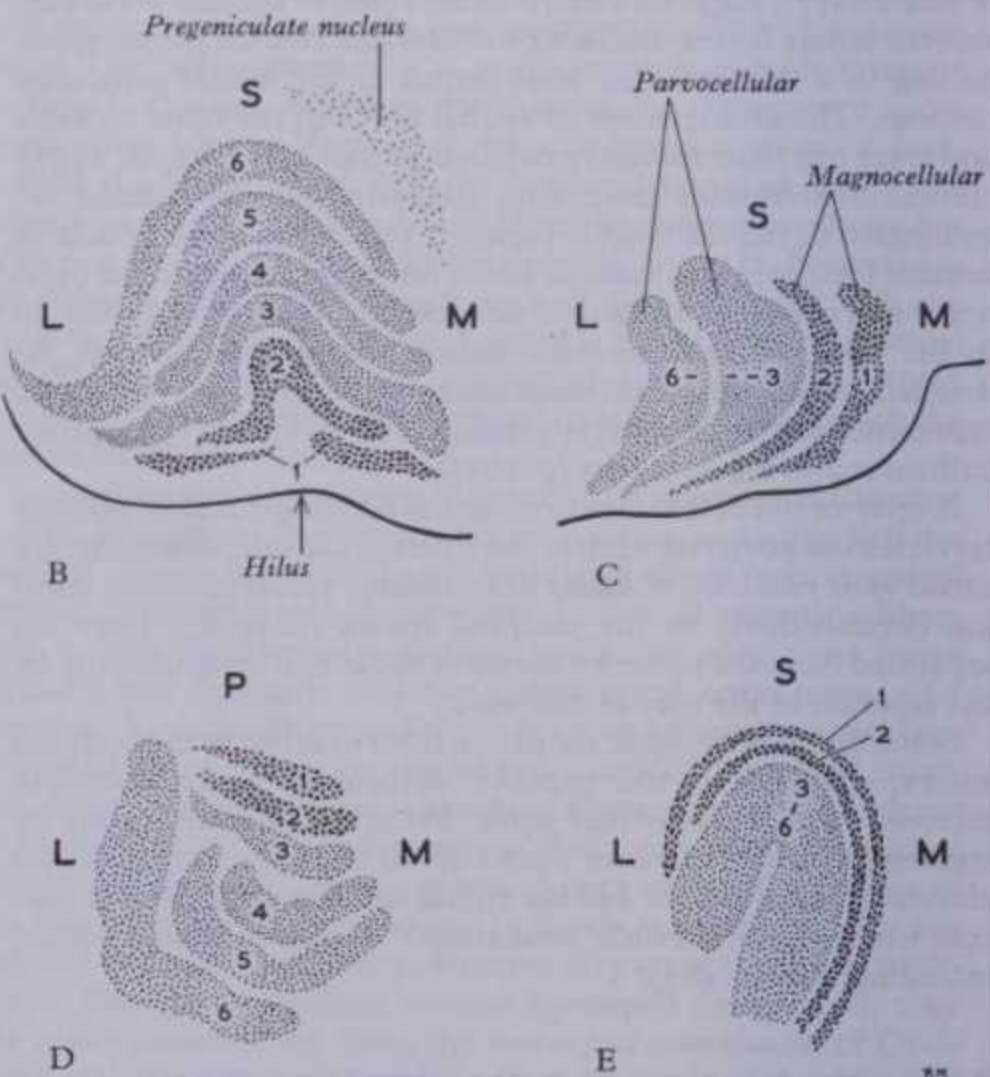 Pregeniculate nucleus
S
6
5
4
3
2
1
L
M
Hilus
B
Parvocellular
Magnocellular
S
L
M
6 - - - 3 2 1
C
P
L
M
1
2
3
4
5
6
D
S
1
2
3
6
L
M
E